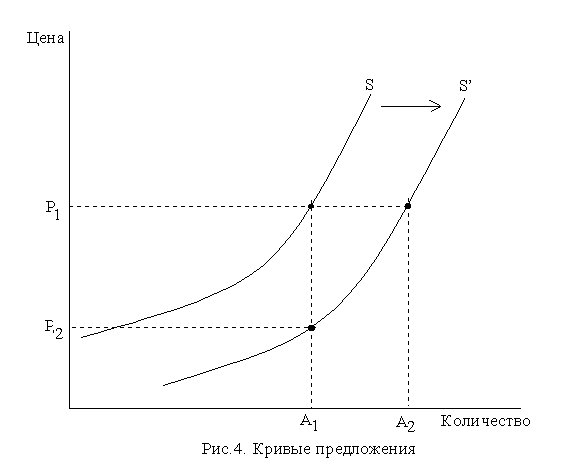 Цена
S
S'
P1
P2
A1
A2
Количество
Рис.4. Кривые предложения